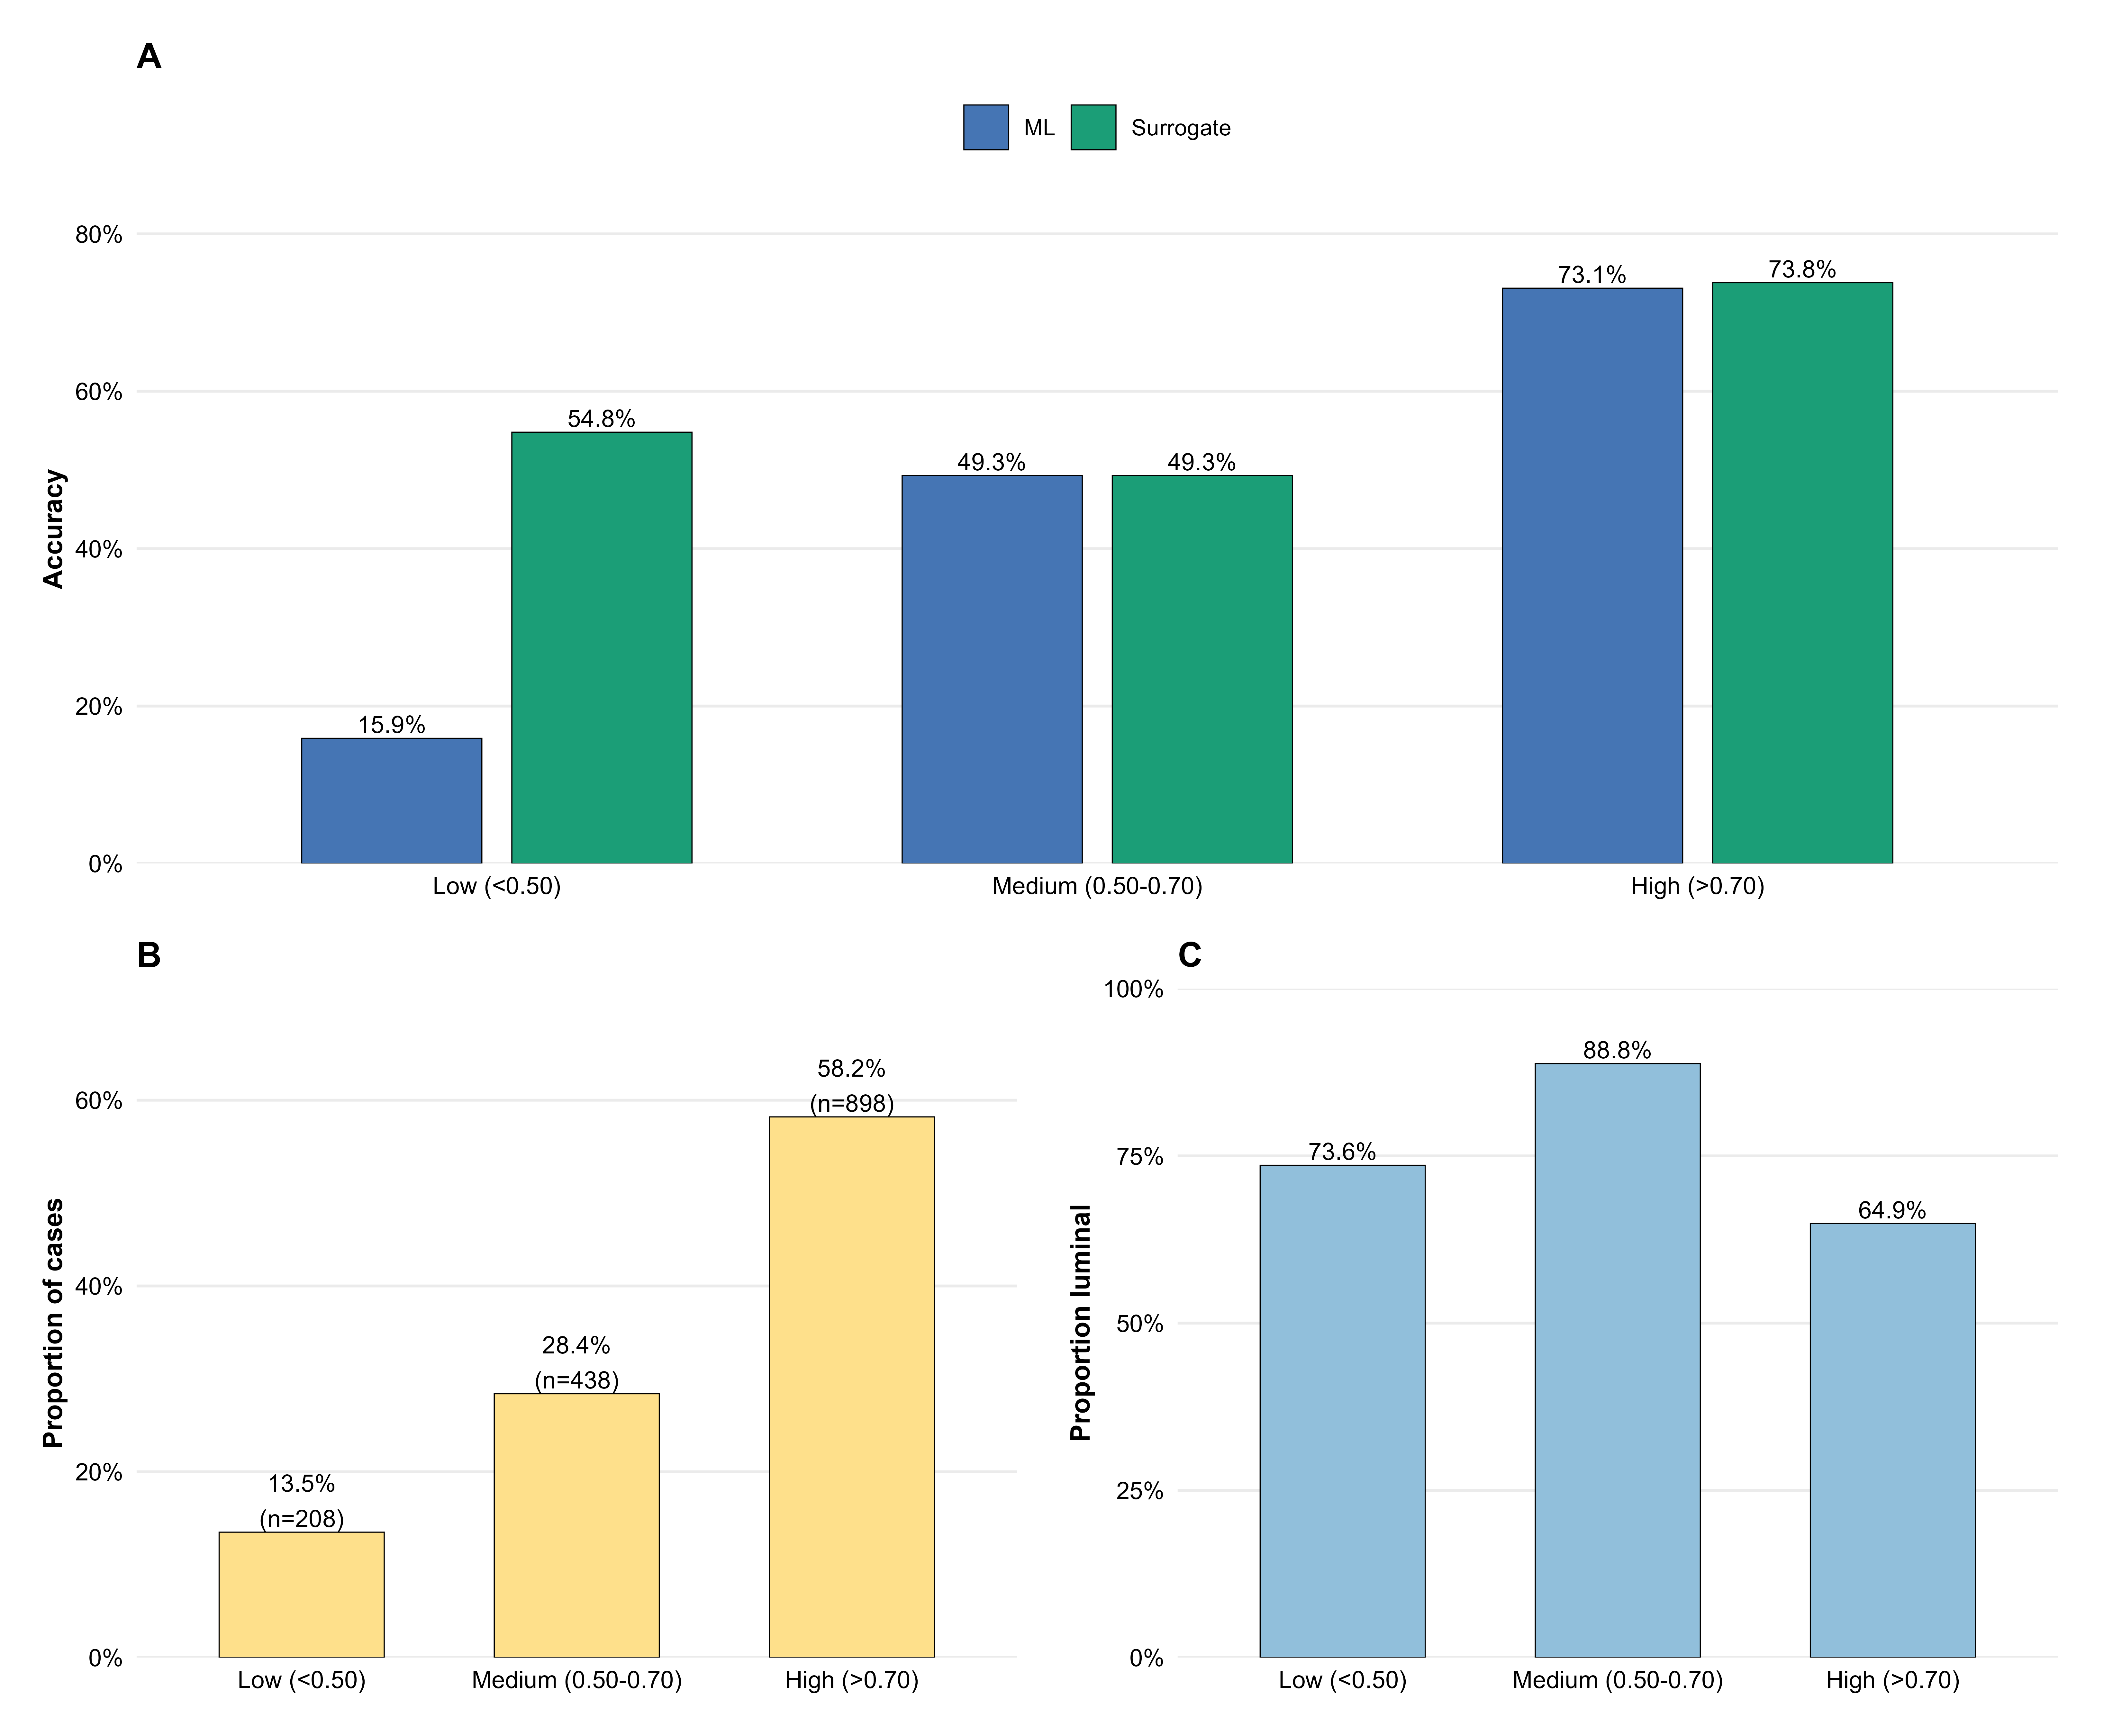 A
ML
Surrogate
Accuracy
80%
60%
40%
20%
0%
15.9%
54.8%
49.3%
49.3%
73.1%
73.8%
Low (<0.50)
Medium (0.50-0.70)
High (>0.70)
B
Proportion of cases
60%
40%
20%
0%
13.5%
(n=208)
28.4%
(n=438)
58.2%
(n=898)
Low (<0.50)
Medium (0.50-0.70)
High (>0.70)
C
Proportion luminal
100%
75%
50%
25%
0%
73.6%
88.8%
64.9%
Low (<0.50)
Medium (0.50-0.70)
High (>0.70)